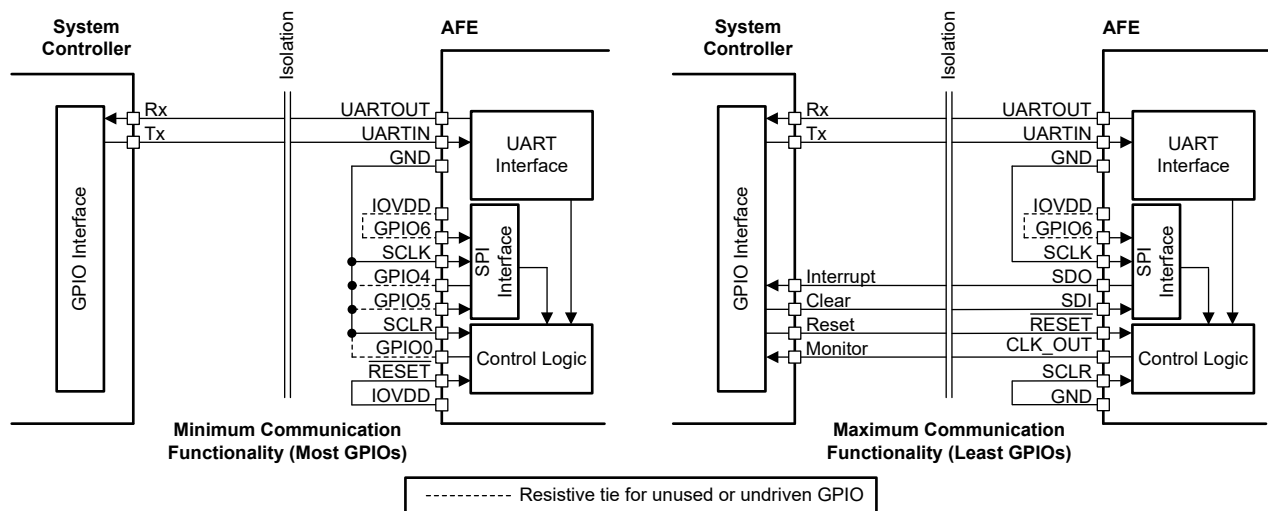 System
Controller
Isolation
AFE
GPIO Interface
Rx
Tx
UARTOUT
UARTIN
GND
IOVDD
GPIO6
SCLK
GPIO4
GPIO5
SCLR
GPIO0
RESET
IOVDD
UART
Interface
SPI
Interface
Control Logic
Minimum Communication
Functionality (Most GPIOs)
System
Controller
Isolation
AFE
GPIO Interface
Rx
Tx
Interrupt
Clear
Reset
Monitor
UARTOUT
UARTIN
GND
IOVDD
GPIO6
SCLK
SDO
SDI
RESET
CLK_OUT
SCLR
GND
UART
Interface
SPI
Interface
Control Logic
Maximum Communication
Functionality (Least GPIOs)
Resistive tie for unused or undriven GPIO